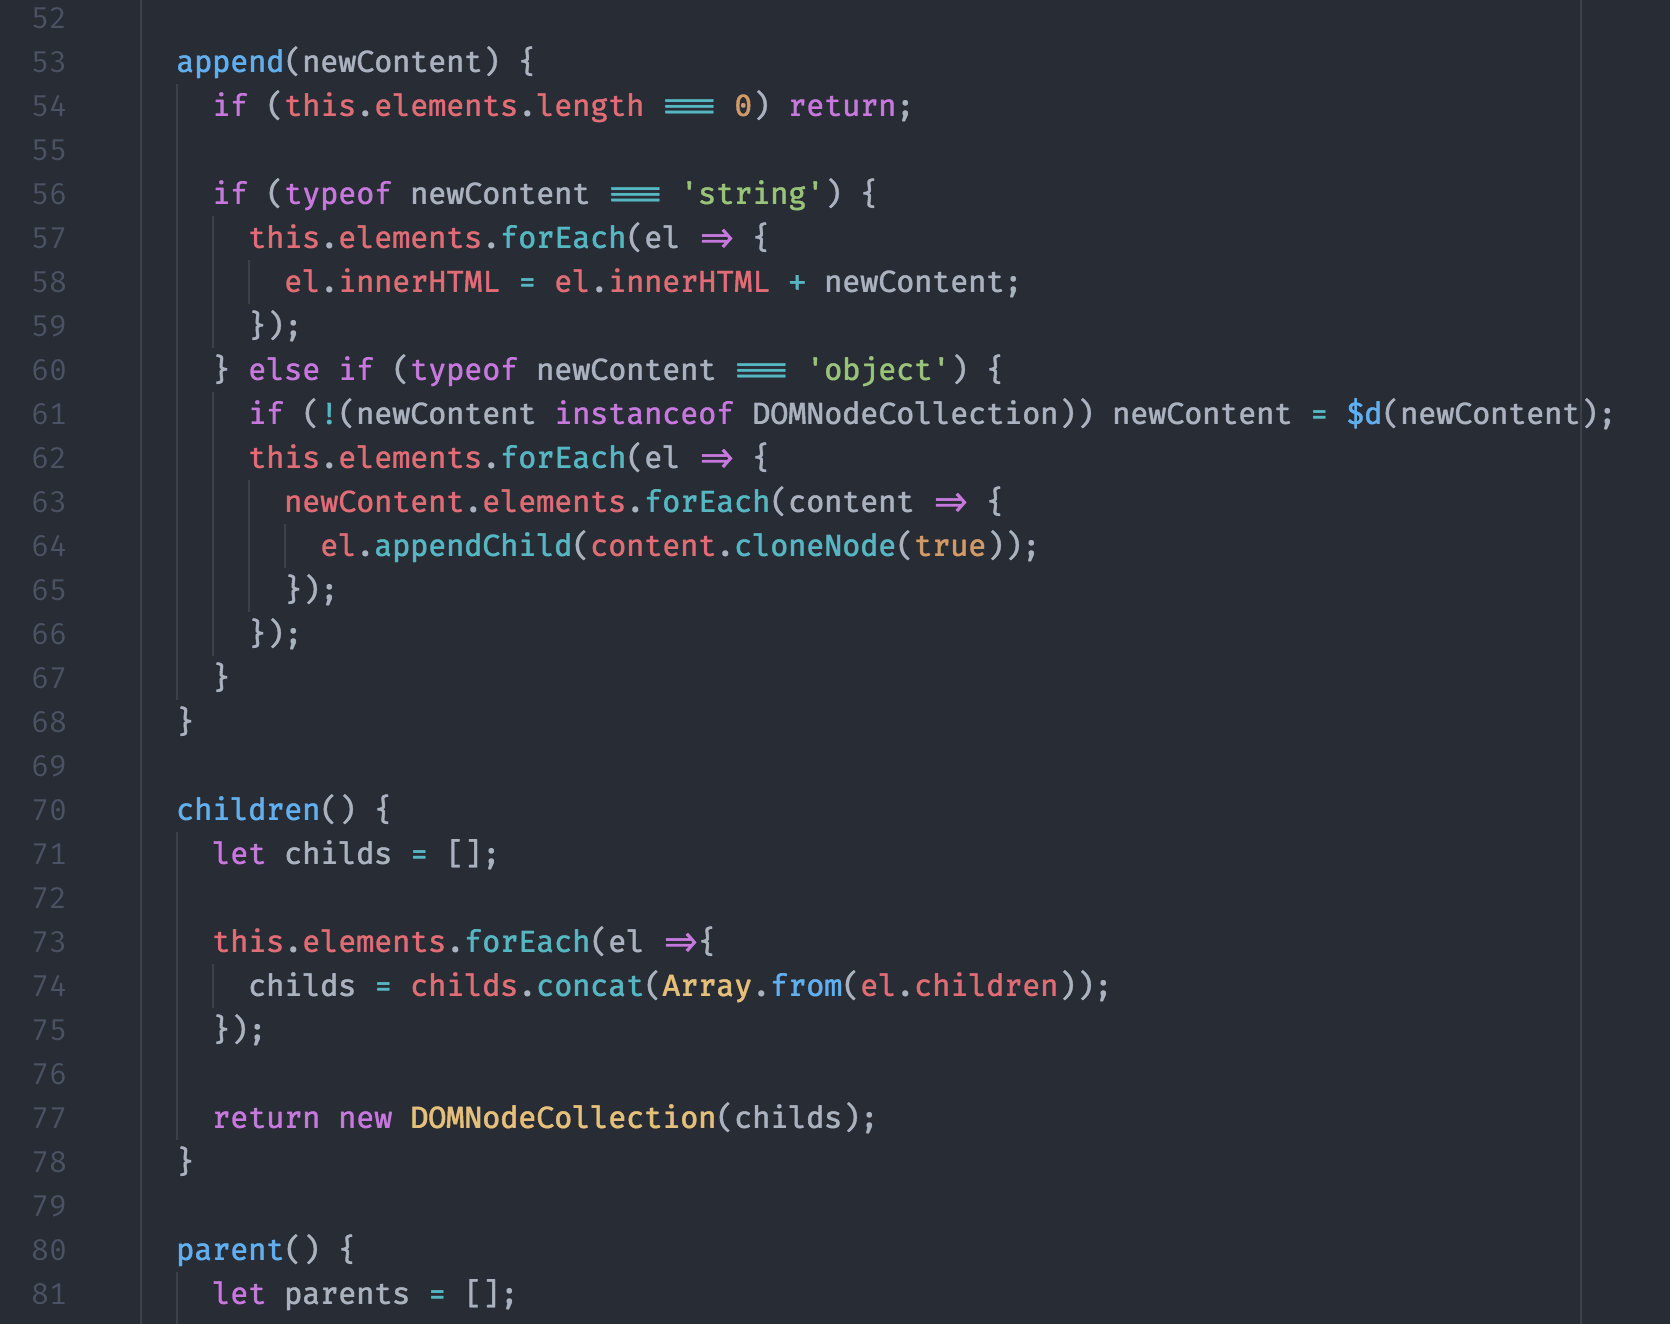 52
53 append(newContent) {
54 if (this.elements.length === 0) return;
55
56 if (typeof newContent === 'string') {
57 this.elements.forEach(el => {
58 el.innerHTML = el.innerHTML + newContent;
59 });
60 } else if (typeof newContent === 'object') {
61 if (!(newContent instanceof DOMNodeCollection)) newContent = $d(newContent);
62 this.elements.forEach(el => {
63 newContent.elements.forEach(content => {
64 el.appendChild(content.cloneNode(true));
65 });
66 });
67 }
68 }
69
70 children() {
71 let childs = [];
72
73 this.elements.forEach(el =>{
74 childs = childs.concat(Array.from(el.children));
75 });
76
77 return new DOMNodeCollection(childs);
78 }
79
80 parent() {
81 let parents = [];